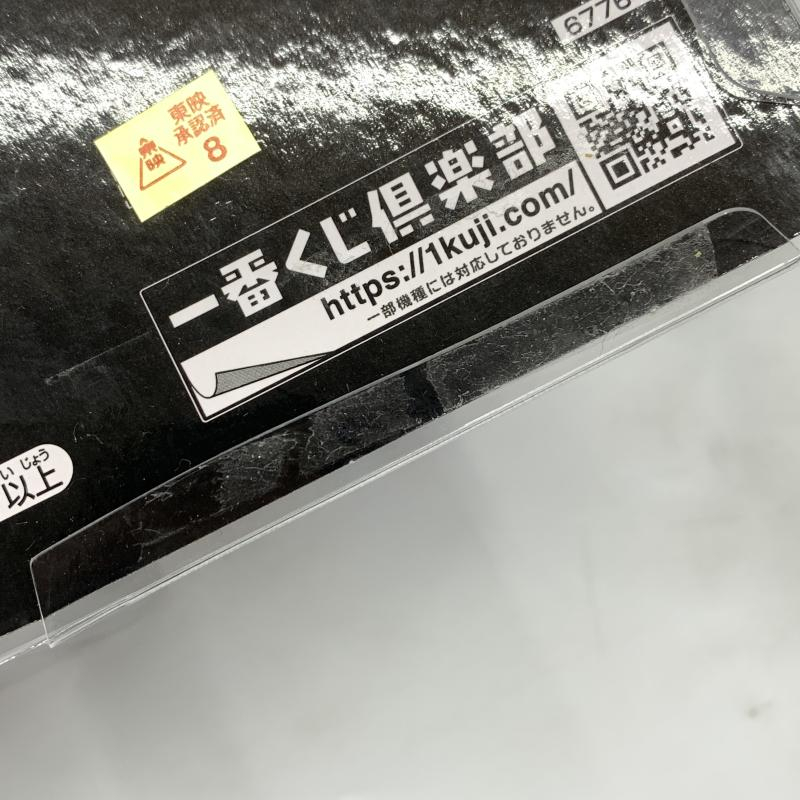 6776
東映
承認済
8
映
一番くじ倶楽部
https://1kuji.com/
一部機種には対応しておりません。
い じょう
以上